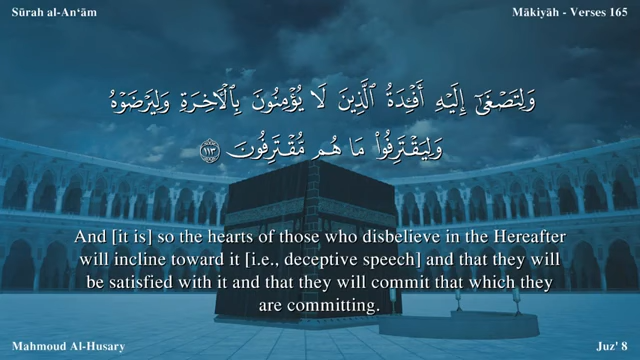 Sūrah al-An‘ām
Mākiyāh - Verses 165
وَلِتَصْغَىٰٓ إِلَيْهِ أَفْـِٔدَةُ ٱلَّذِينَ لَا يُؤْمِنُونَ بِٱلْـَٔاخِرَةِ وَلِيَرْضَوْهُ
وَلِيَقْتَرِفُوا۟ مَا هُم مُّقْتَرِفُونَ ١١٣
And [it is] so the hearts of those who disbelieve in the Hereafter
will incline toward it [i.e., deceptive speech] and that they will
be satisfied with it and that they will commit that which they
are committing.
Mahmoud Al-Husary
Juz' 8